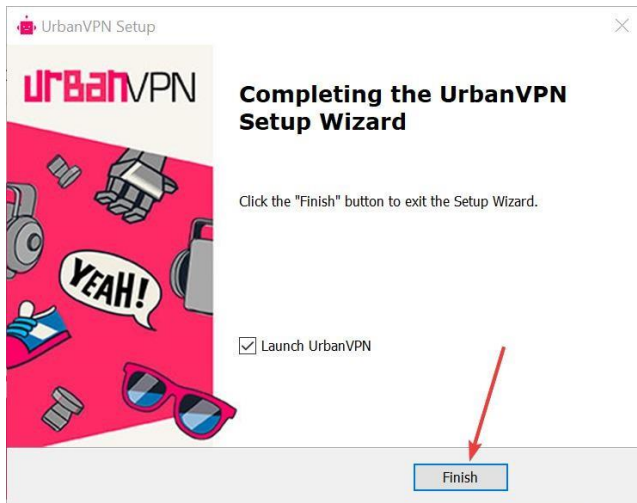 UrbanVPN Setup
UrbanVPN
Completing the UrbanVPN
Setup Wizard
Click the "Finish" button to exit the Setup Wizard.
YEAH!
Launch UrbanVPN
Finish